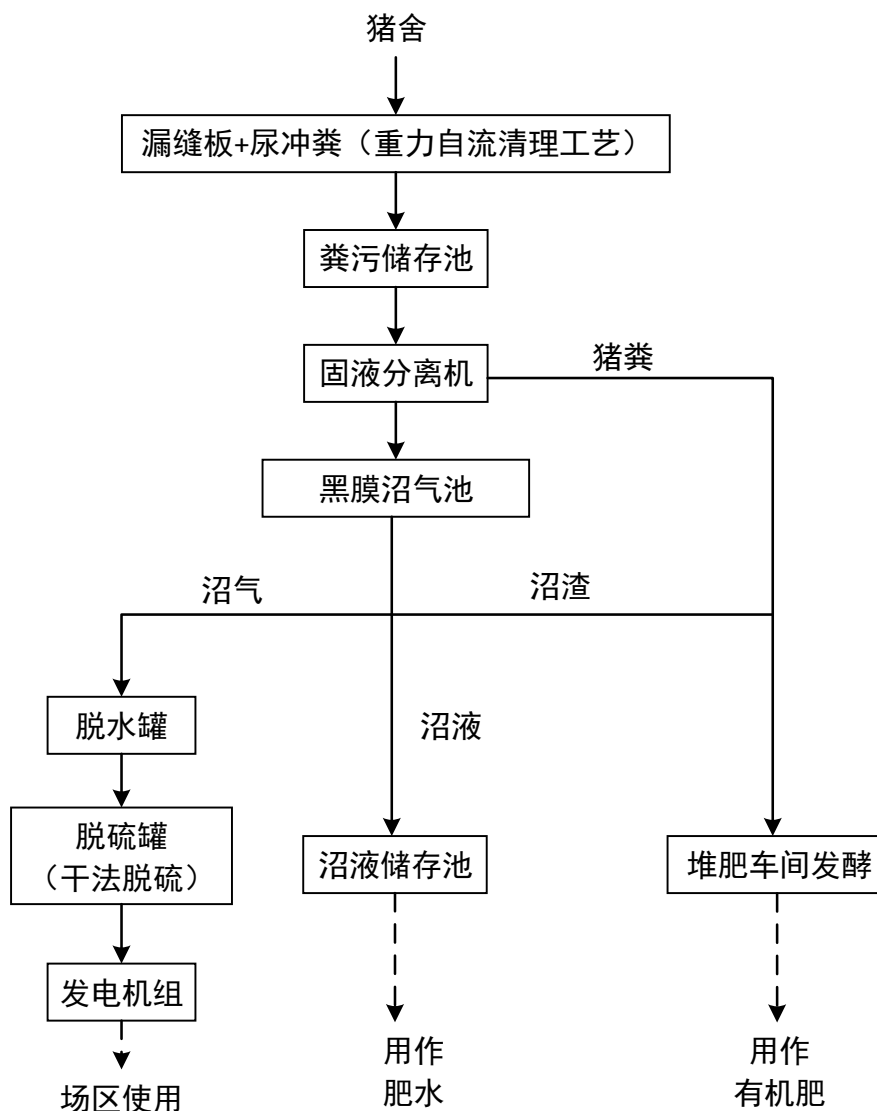 猪舍
漏缝板+尿冲粪（重力自流清理工艺）
粪污储存池
固液分离机
猪粪
黑膜沼气池
沼气
沼渣
脱水罐
沼液
脱硫罐
（干法脱硫）
沼液储存池
堆肥车间发酵
发电机组
场区使用
用作
肥水
用作
有机肥